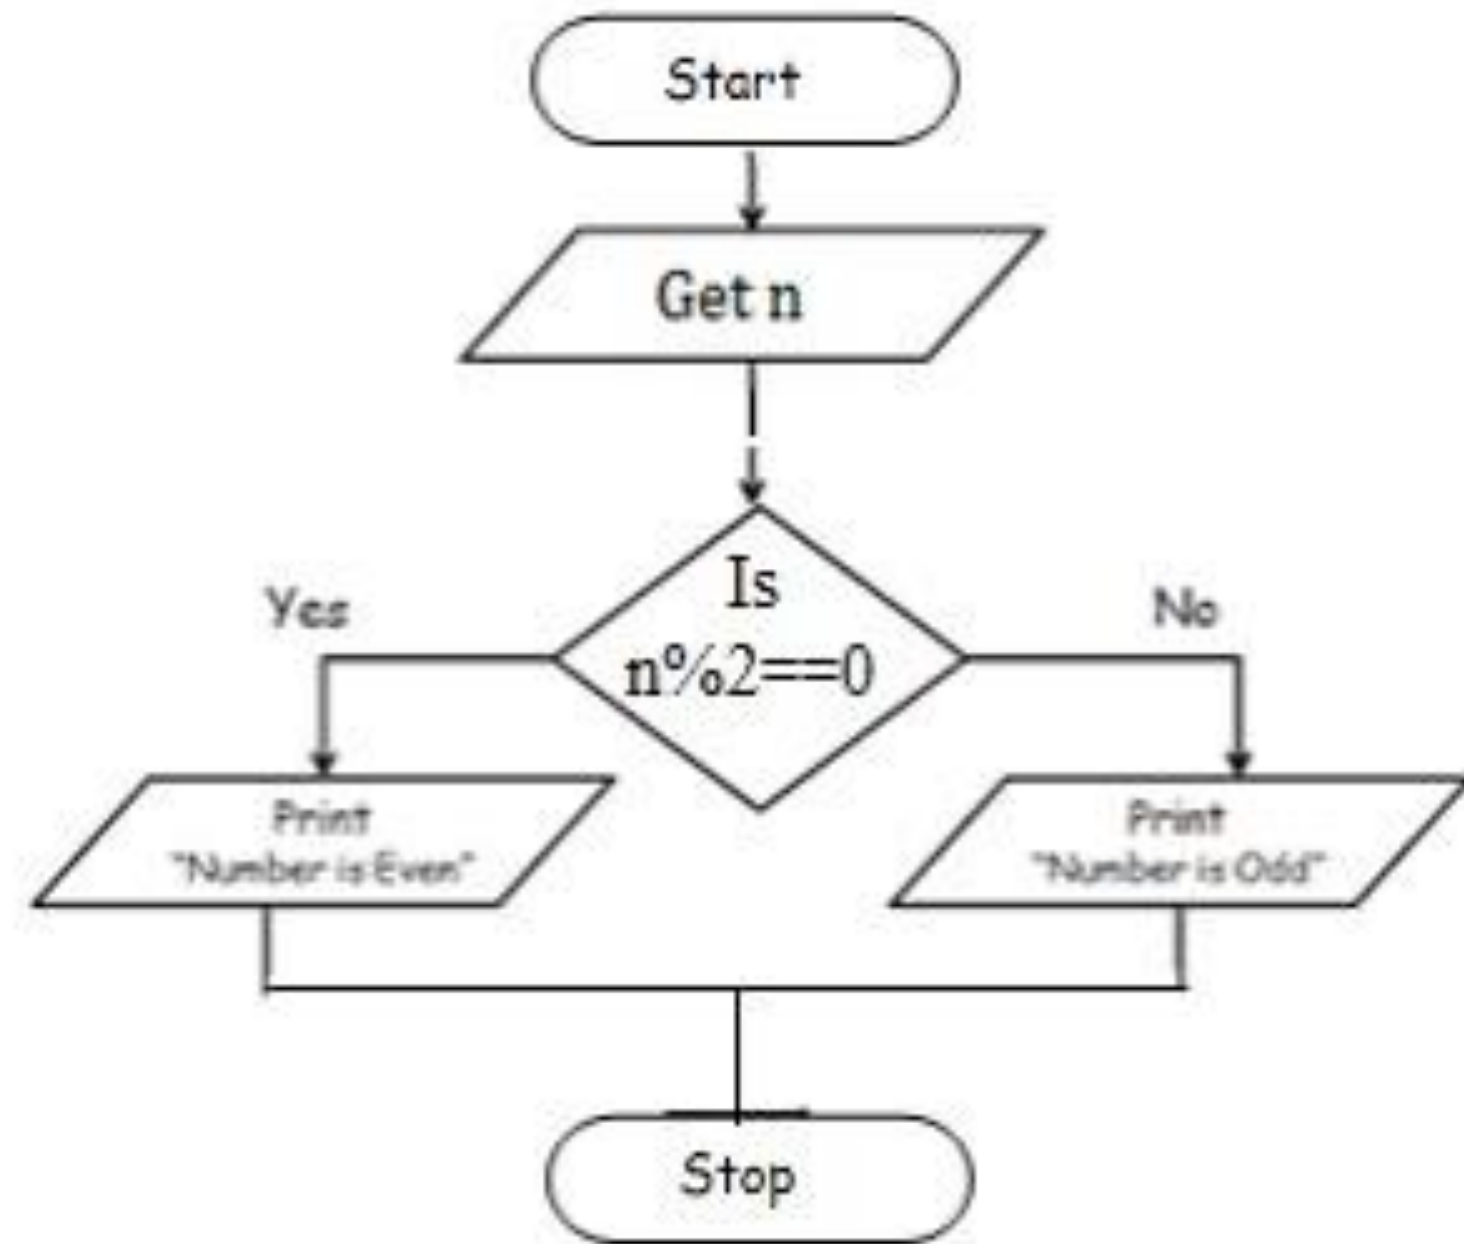 Start
Get n
Is
n%2==0
Yes
No
Print
"Number is Even"
Print
"Number is Odd"
Stop